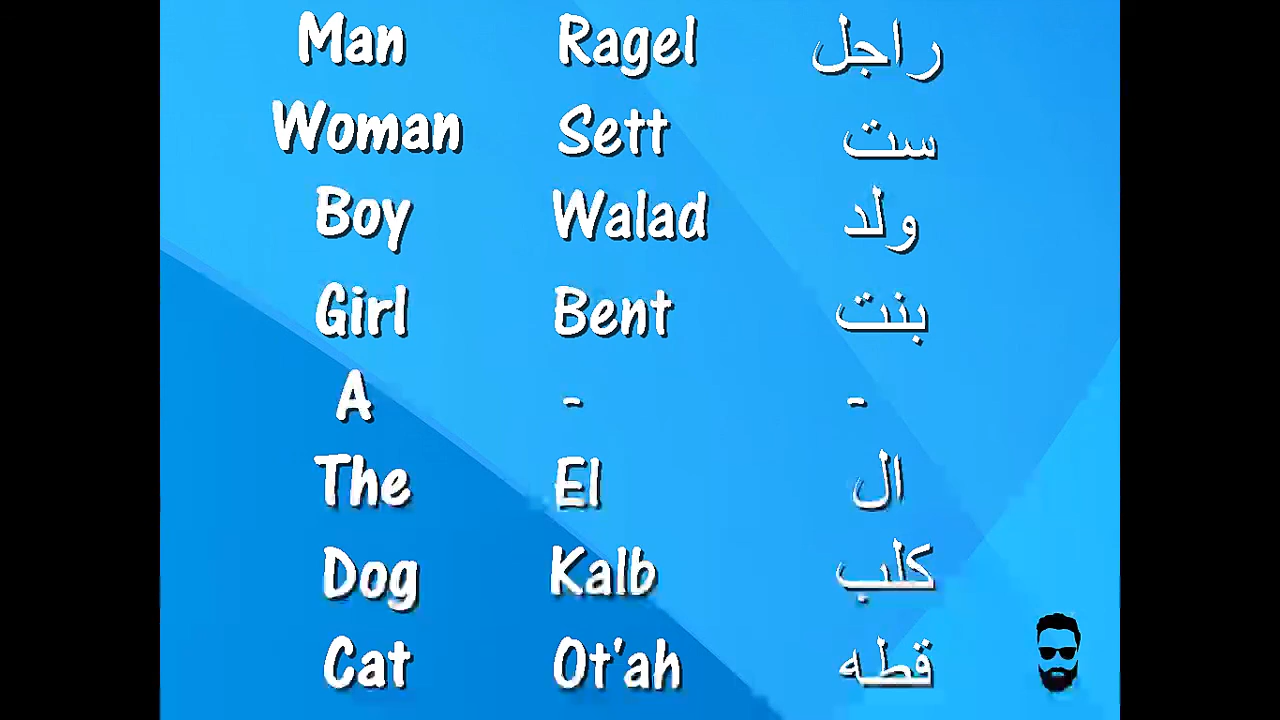 Man Ragel راجل
Woman Sett ست
Boy Walad ولد
Girl Bent بنت
A - -
The El ال
Dog Kalb كلب
Cat Ot'ah قطه